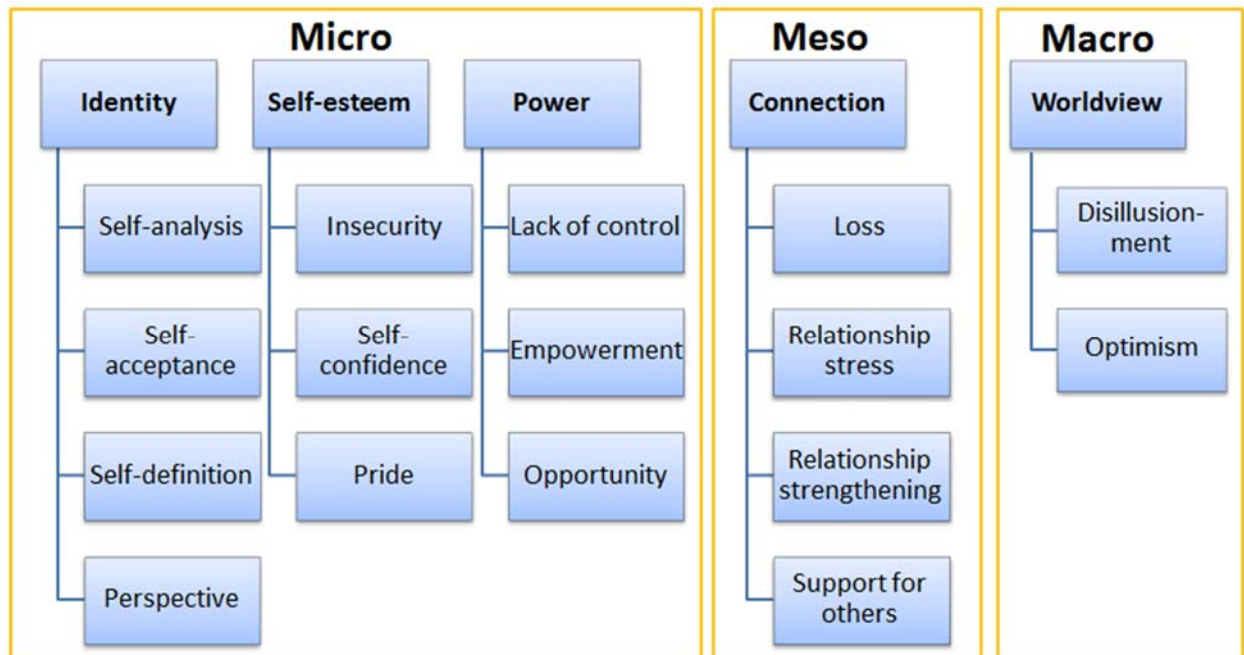 Micro
Identity
Self-analysis
Self-
acceptance
Self-definition
Perspective
Self-esteem
Insecurity
Self-
confidence
Pride
Power
Lack of control
Empowerment
Opportunity
Meso
Connection
Loss
Relationship
stress
Relationship
strengthening
Support for
others
Macro
Worldview
Disillusion-
ment
Optimism